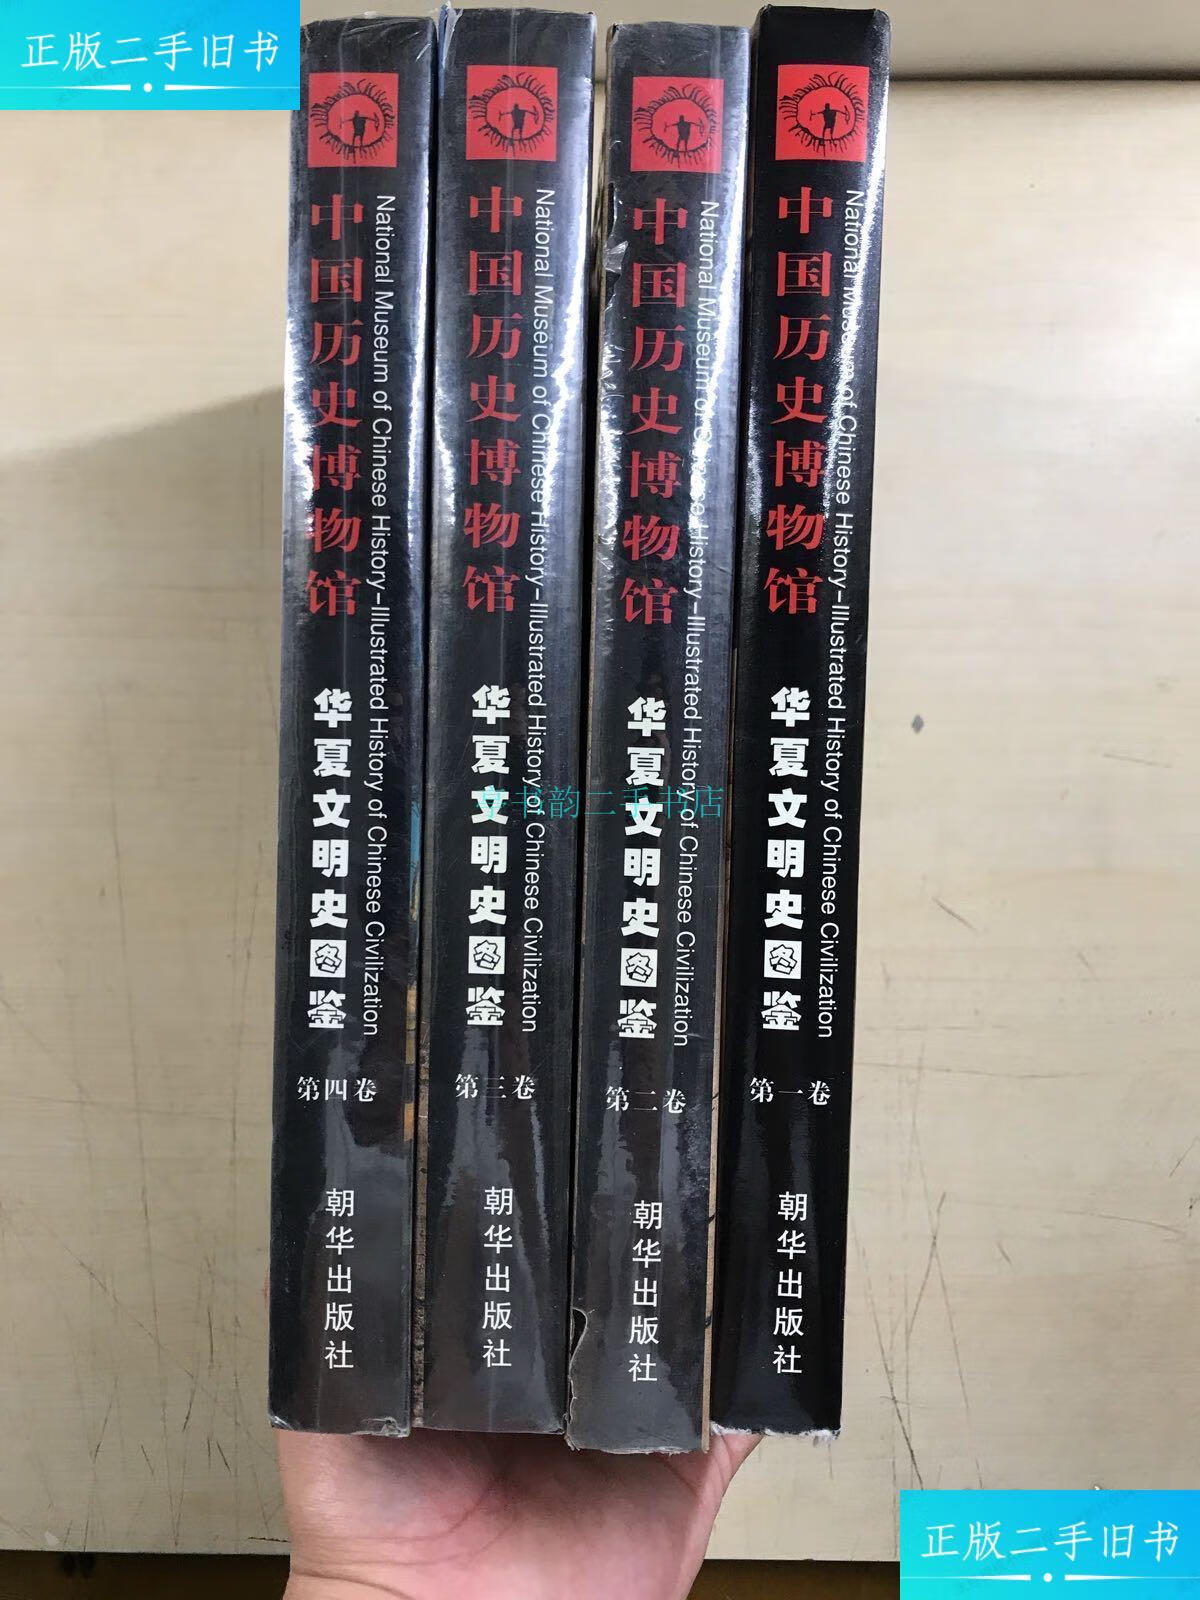 正版二手旧书
中国历史博物馆
National Museum of Chinese History-Illustrated History of Chinese Civilization
华夏文明史图鉴
第四卷
朝华出版社
中国历史博物馆
National Museum of Chinese History-Illustrated History of Chinese Civilization
华夏文明史图鉴
第三卷
朝华出版社
中国历史博物馆
National Museum of Chinese History-Illustrated History of Chinese Civilization
华夏文明史图鉴
第二卷
朝华出版社
中国历史博物馆
National Museum of Chinese History-Illustrated History of Chinese Civilization
华夏文明史图鉴
第一卷
朝华出版社
书韵二手书店
正版二手旧书